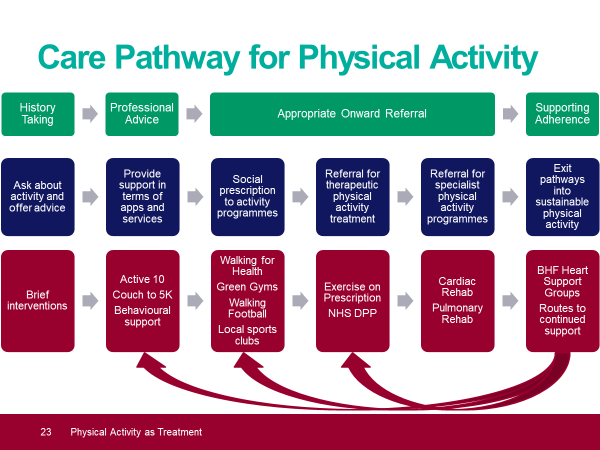 Care Pathway for Physical Activity
History
Taking
Professional
Advice
Appropriate Onward Referral
Supporting
Adherence
Ask about
activity and
offer advice
Provide
support in
terms of
apps and
services
Social
prescription
to activity
programmes
Referral for
therapeutic
physical
activity
treatment
Referral for
specialist
physical
activity
programmes
Exit
pathways
into
sustainable
physical
activity
Brief
interventions
Active 10
Couch to 5K
Behavioural
support
Walking for
Health
Green Gyms
Walking
Football
Local sports
clubs
Exercise on
Prescription
NHS DPP
Cardiac
Rehab
Pulmonary
Rehab
BHF Heart
Support
Groups
Routes to
continued
support
23 Physical Activity as Treatment